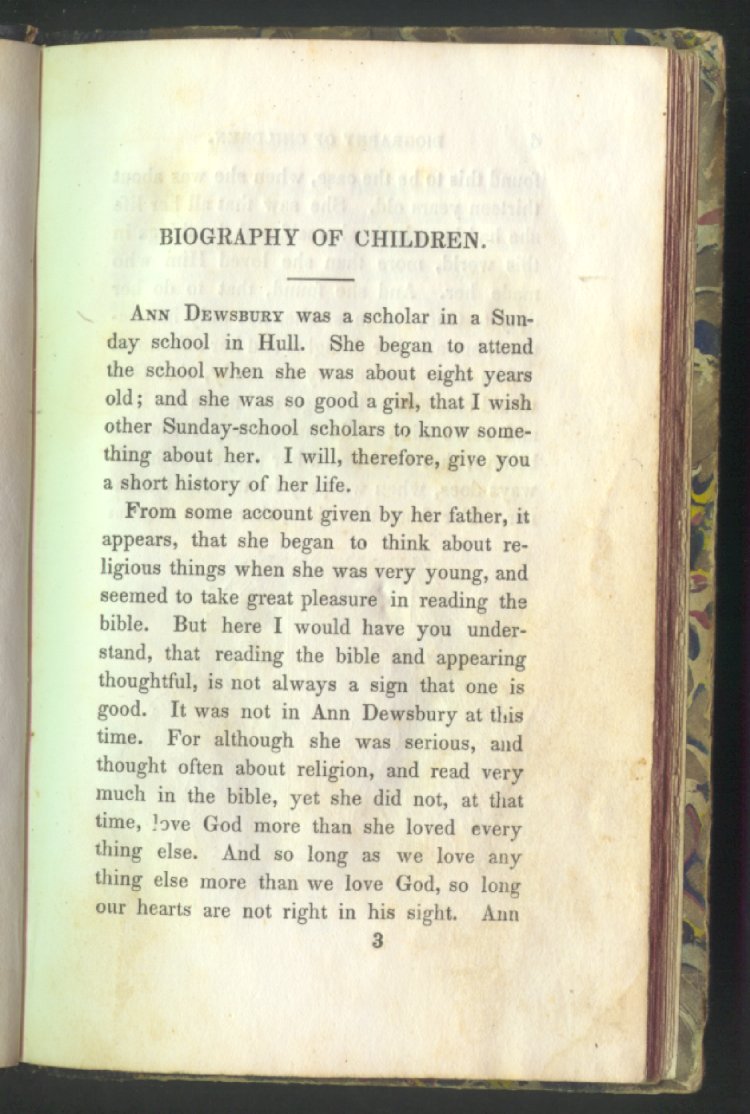 BIOGRAPHY OF CHILDREN.
ANN DEWSBURY was a scholar in a Sun-
day school in Hull. She began to attend
the school when she was about eight years
old; and she was so good a girl, that I wish
other Sunday-school scholars to know some-
thing about her. I will, therefore, give you
a short history of her life.
From some account given by her father, it
appears, that she began to think about re-
ligious things when she was very young, and
seemed to take great pleasure in reading the
bible. But here I would have you under-
stand, that reading the bible and appearing
thoughtful, is not always a sign that one is
good. It was not in Ann Dewsbury at this
time. For although she was serious, and
thought often about religion, and read very
much in the bible, yet she did not, at that
time, love God more than she loved every
thing else. And so long as we love any
thing else more than we love God, so long
our hearts are not right in his sight. Ann
3